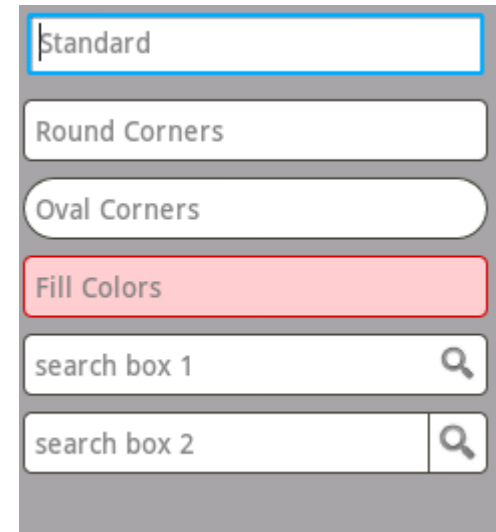 Standard
Round Corners
Oval Corners
Fill Colors
search box 1
search box 2